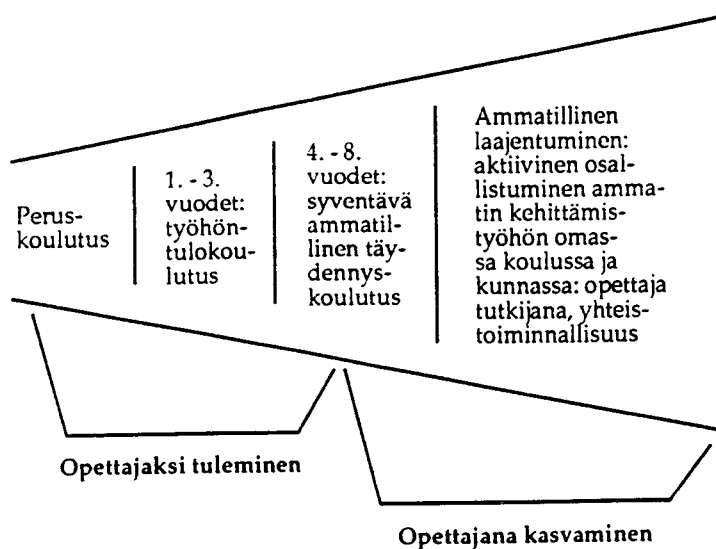 Perus-
koulutus
1. - 3.
vuodet:
työhön-
tulokou-
lutus
4. - 8.
vuodet:
syventävä
ammatil-
linen täy-
dennys-
koulutus
Ammatillinen
laajentuminen:
aktiivinen osal-
listuminen amma-
tin kehittämis-
työhön omas-
sa koulussa ja
kunnassa: opettaja
tutkijana, yhteis-
toiminnallisuus
Opettajaksi tuleminen
Opettajana kasvaminen